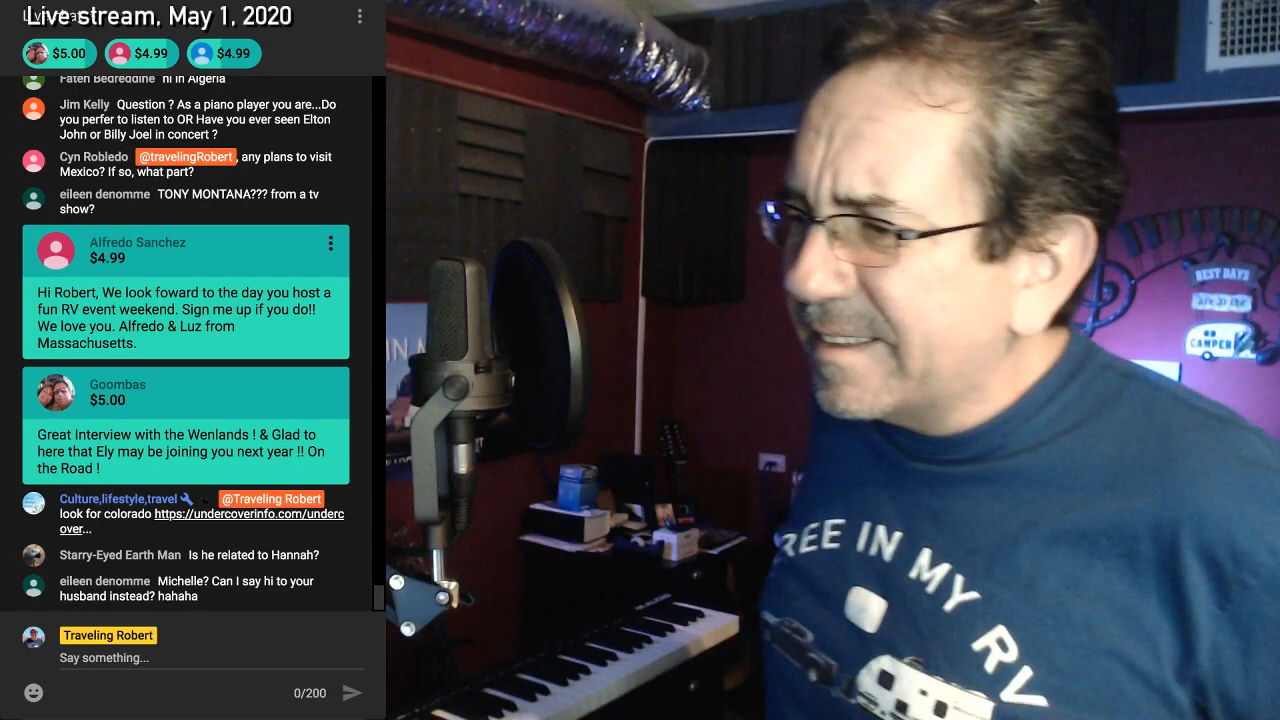 Live stream, May 1, 2020
$5.00 $4.99 $4.99
Faten Bedreddine hi in Algeria
Jim Kelly Question ? As a piano player you are...Do
you perfer to listen to OR Have you ever seen Elton
John or Billy Joel in concert ?
Cyn Robledo @travelingRobert, any plans to visit
Mexico? If so, what part?
eileen denomme TONY MONTANA??? from a tv
show?
Alfredo Sanchez
$4.99
Hi Robert, We look foward to the day you host a
fun RV event weekend. Sign me up if you do!!
We love you. Alfredo & Luz from
Massachusetts.
Goombas
$5.00
Great Interview with the Wenlands ! & Glad to
here that Ely may be joining you next year !! On
the Road !
Culture,lifestyle,travel @Traveling Robert
look for colorado https://undercoverinfo.com/underc
over...
Starry-Eyed Earth Man Is he related to Hannah?
eileen denomme Michelle? Can I say hi to your
husband instead? hahaha
Traveling Robert
Say something...
0/200
BEST DAYS
CAMPER
REE IN MY RV